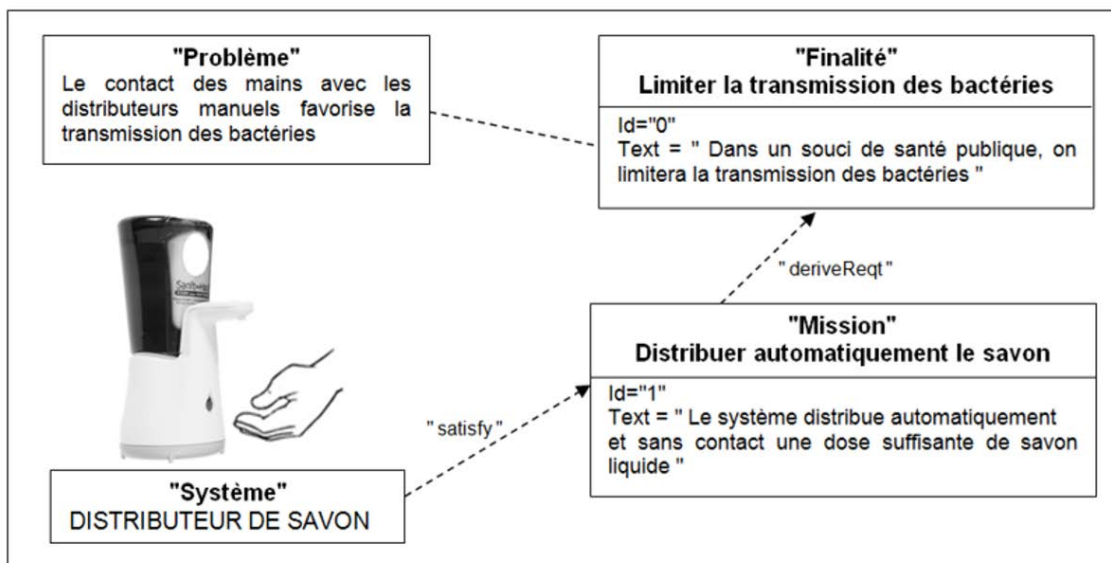 "Problème"
Le contact des mains avec les
distributeurs manuels favorise la
transmission des bactéries
"Finalité"
Limiter la transmission des bactéries
Id="0"
Text = " Dans un souci de santé publique, on
limitera la transmission des bactéries "
"deriveReqt"
"Mission"
Distribuer automatiquement le savon
Id="1"
Text = " Le système distribue automatiquement
et sans contact une dose suffisante de savon
liquide "
"satisfy"
"Système"
DISTRIBUTEUR DE SAVON